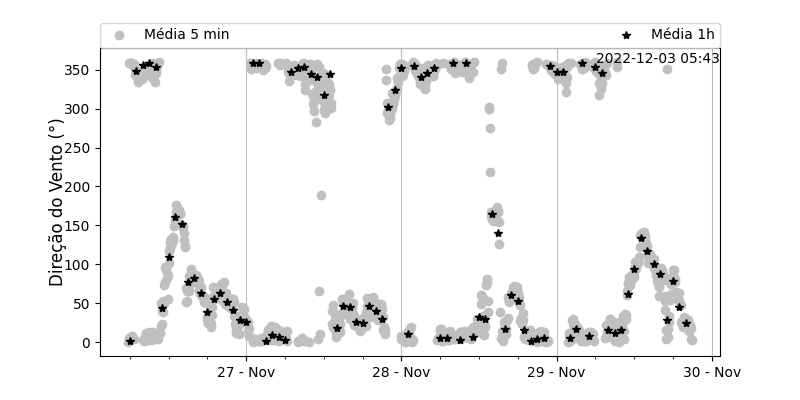 Média 5 min
Média 1h
2022-12-03 05:43
Direção do Vento (°)
350
300
250
200
150
100
50
0
27 - Nov
28 - Nov
29 - Nov
30 - Nov